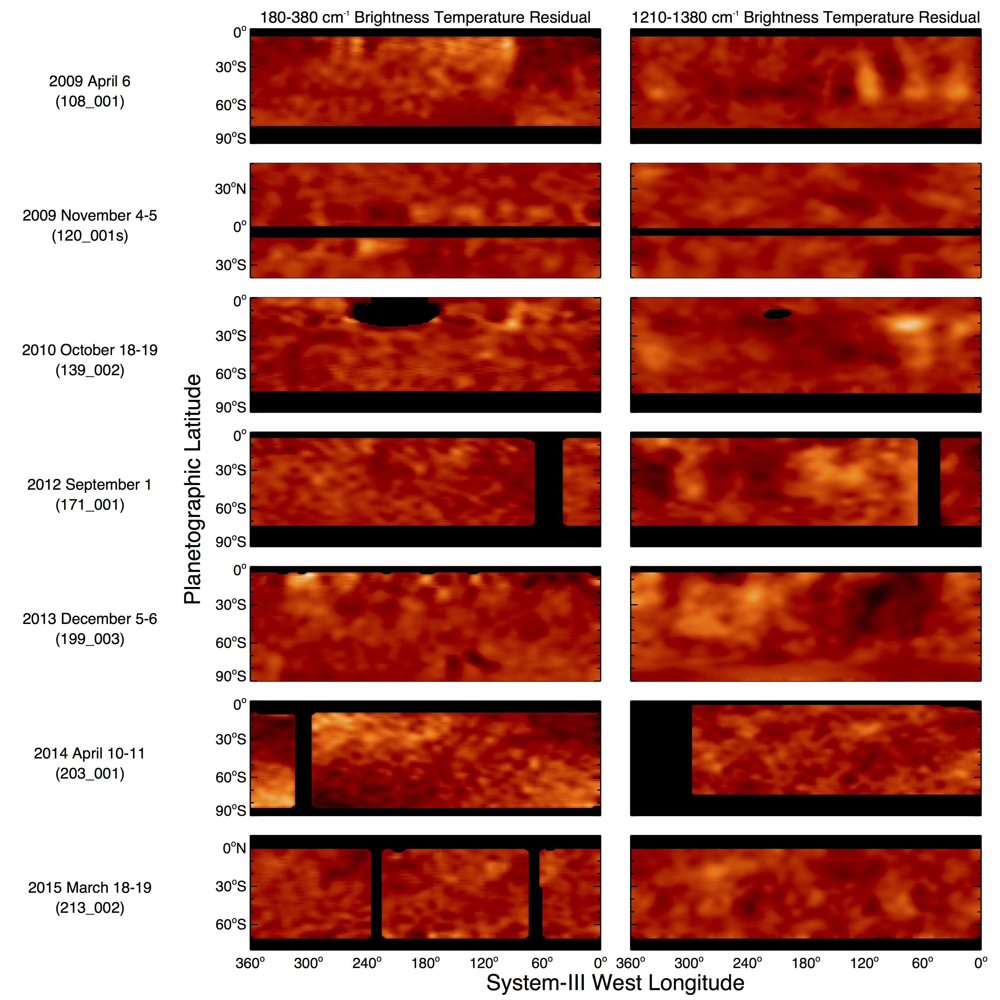 180-380 cm⁻¹ Brightness Temperature Residual
1210-1380 cm⁻¹ Brightness Temperature Residual
2009 April 6
(108_001)
0°
30°S
60°S
90°S
2009 November 4-5
(120_001s)
30°N
0°
30°S
2010 October 18-19
(139_002)
0°
30°S
60°S
90°S
Planetographic Latitude
2012 September 1
(171_001)
0°
30°S
60°S
90°S
2013 December 5-6
(199_003)
0°
30°S
60°S
90°S
2014 April 10-11
(203_001)
0°
30°S
60°S
90°S
2015 March 18-19
(213_002)
0°N
30°S
60°S
360° 300° 240° 180° 120° 60° 0° 360° 300° 240° 180° 120° 60° 0°
System-III West Longitude